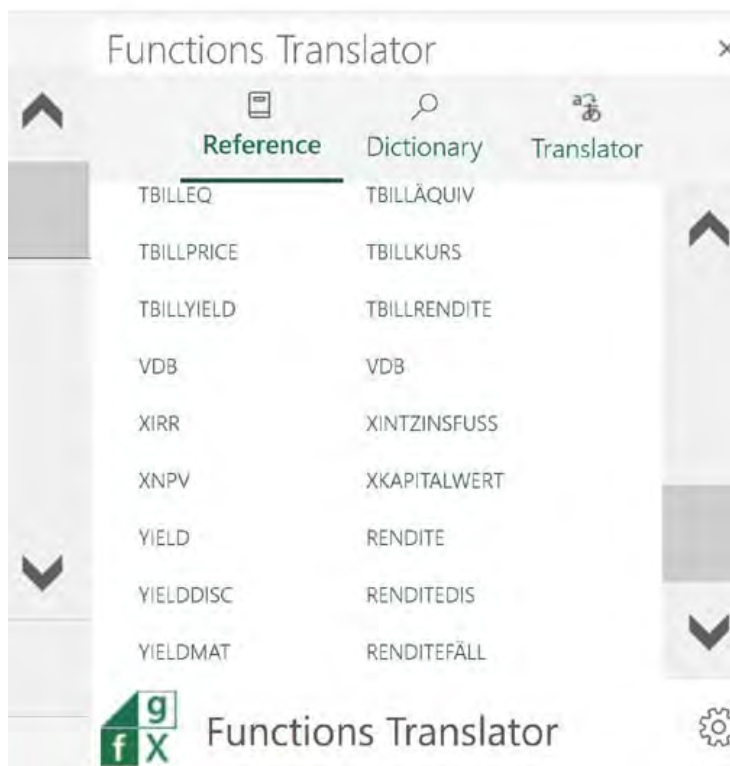 Functions Translator
Reference Dictionary Translator
TBILLEQ TBILLÄQUIV
TBILLPRICE TBILLKURS
TBILLYIELD TBILLRENDITE
VDB VDB
XIRR XINTZINSFUSS
XNPV XKAPITALWERT
YIELD RENDITE
YIELDDISC RENDITEDIS
YIELDMAT RENDITEFÄLL
g
f X Functions Translator